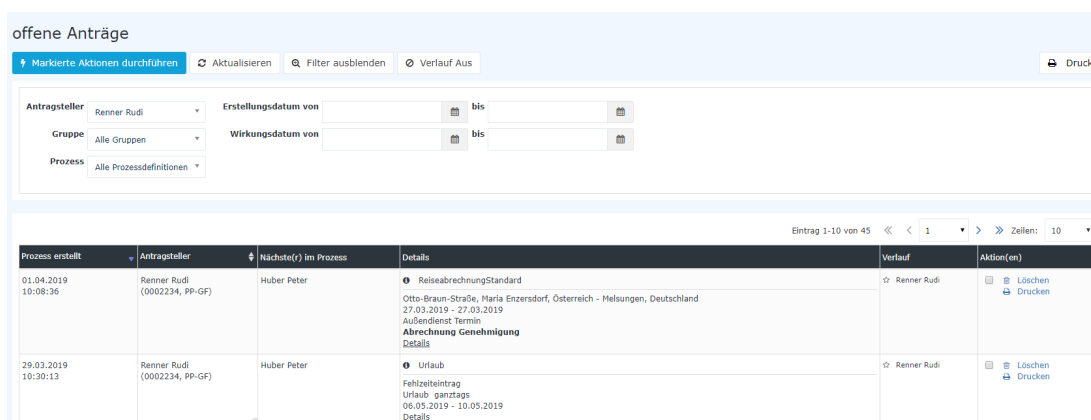 offene Anträge
Markierte Aktionen durchführen Aktualisieren Filter ausblenden Verlauf Aus Druck
Antragsteller Renner Rudi Erstellungsdatum von bis
Gruppe Alle Gruppen Wirkungsdatum von bis
Prozess Alle Prozessdefinitionen
Eintrag 1-10 von 45 1 Zeilen: 10
Prozess erstellt Antragsteller Nächste(r) im Prozess Details Verlauf Aktion(en)
01.04.2019 Renner Rudi Huber Peter ReiseabrechnungStandard Renner Rudi Löschen
10:08:36 (0002234, PP-GF) Drucken
Otto-Braun-Straße, Maria Enzersdorf, Österreich - Melsungen, Deutschland
27.03.2019 - 27.03.2019
Außendienst Termin
Abrechnung Genehmigung
Details
29.03.2019 Renner Rudi Huber Peter Urlaub Renner Rudi Löschen
10:30:13 (0002234, PP-GF) Drucken
Fehlzeiteintrag
Urlaub ganztags
06.05.2019 - 10.05.2019
Details